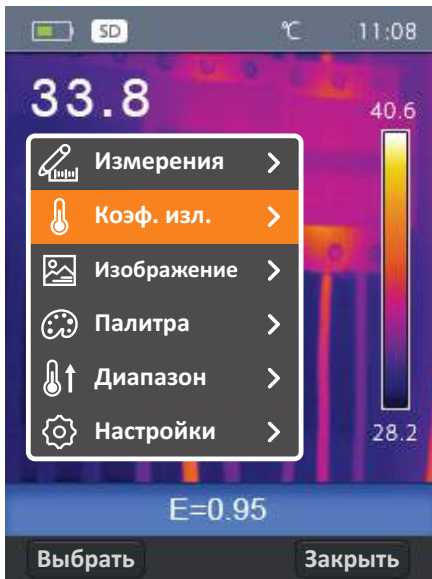 SD ℃ 11:08
33.8
40.6
Измерения
Коэф. изл.
Изображение
Палитра
Диапазон
Настройки
28.2
E=0.95
Выбрать Закрыть